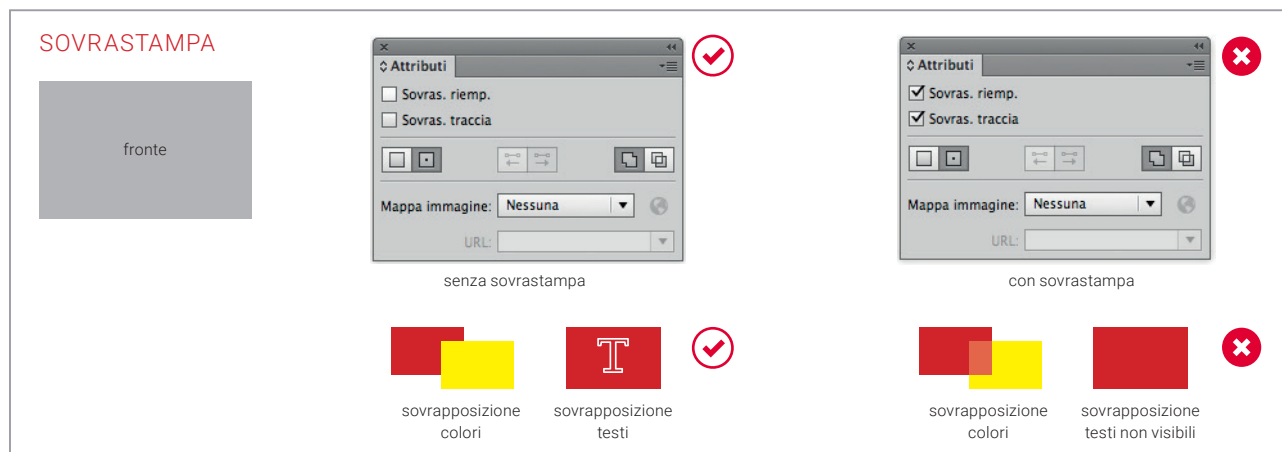 SOVRASTAMPA
fronte
Attributi
Sovras. riemp.
Sovras. traccia
Mappa immagine: Nessuna
URL:
senza sovrastampa
T
sovrapposizione
colori
sovrapposizione
testi
Attributi
Sovras. riemp.
Sovras. traccia
Mappa immagine: Nessuna
URL:
con sovrastampa
sovrapposizione
colori
sovrapposizione
testi non visibili